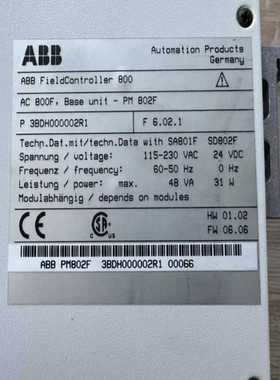 ABB
Automation Products
Germany
ABB FieldController 800
AC 800F, Base unit - PM 802F
P 3BDH000002R1
F 6.02.1
Techn.Dat.mit/techn.Data with SA801F SD802F
Spannung / voltage: 115-230 VAC 24 VDC
Frequenz / frequency: 60-50 Hz 0 Hz
Leistung / power: max. 48 VA 31 W
Modulabhängig / depends on modules
CE
C US
HW 01.02
FW 06.06
ABB PM802F 3BDH000002R1 00066